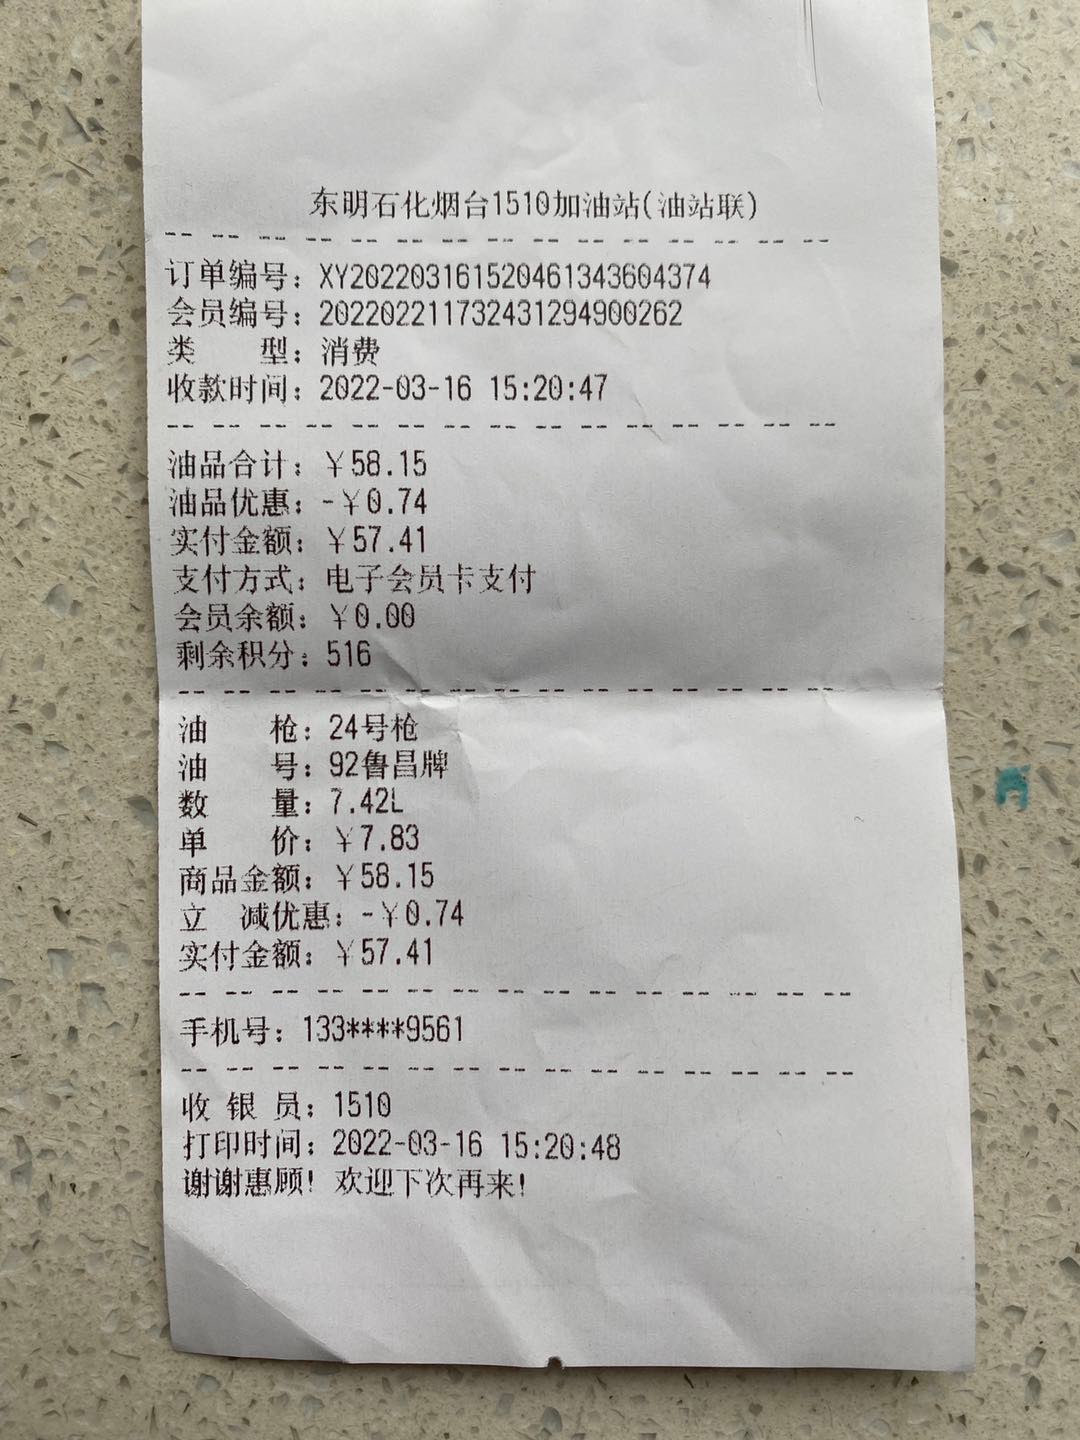 东明石化烟台1510加油站(油站联)
订单编号：XY202203161520461343604374
会员编号：20220221173243129490​0262
类　　型：消费
收款时间：2022-03-16 15:20:47
油品合计：￥58.15
油品优惠：-￥0.74
实付金额：￥57.41
支付方式：电子会员卡支付
会员余额：￥0.00
剩余积分：516
油　　枪：24号枪
油　　号：92鲁昌牌
数　　量：7.42L
单　　价：￥7.83
商品金额：￥58.15
立　减优惠：-￥0.74
实付金额：￥57.41
手机号：133****9561
收 银 员：1510
打印时间：2022-03-16 15:20:48
谢谢惠顾！欢迎下次再来！